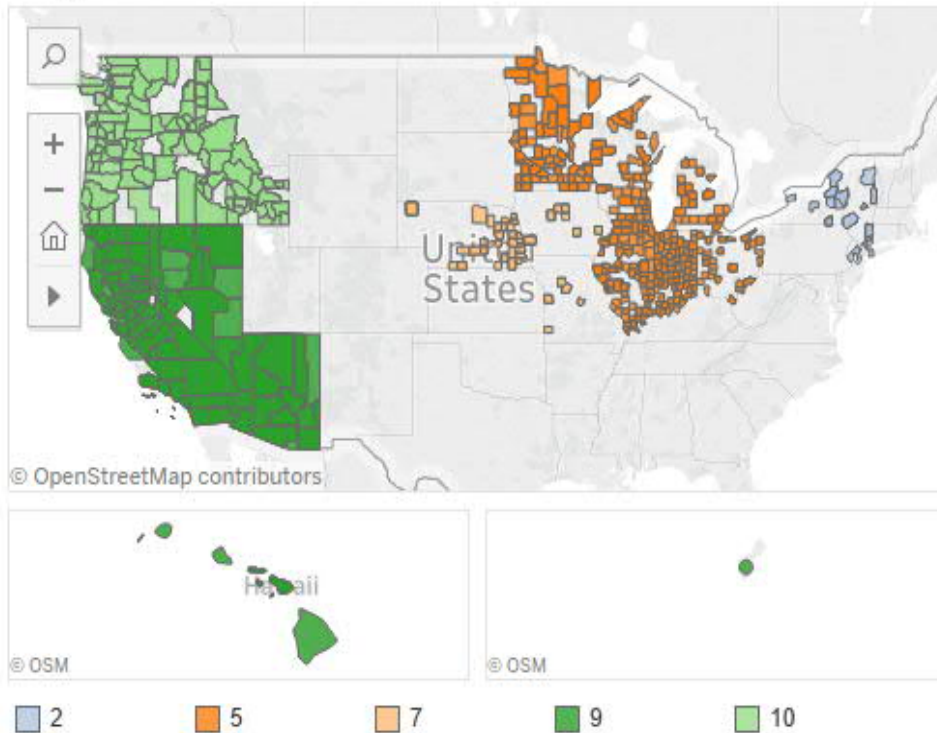 United
States
© OpenStreetMap contributors
Hawaii
© OSM
© OSM
2
5
7
9
10